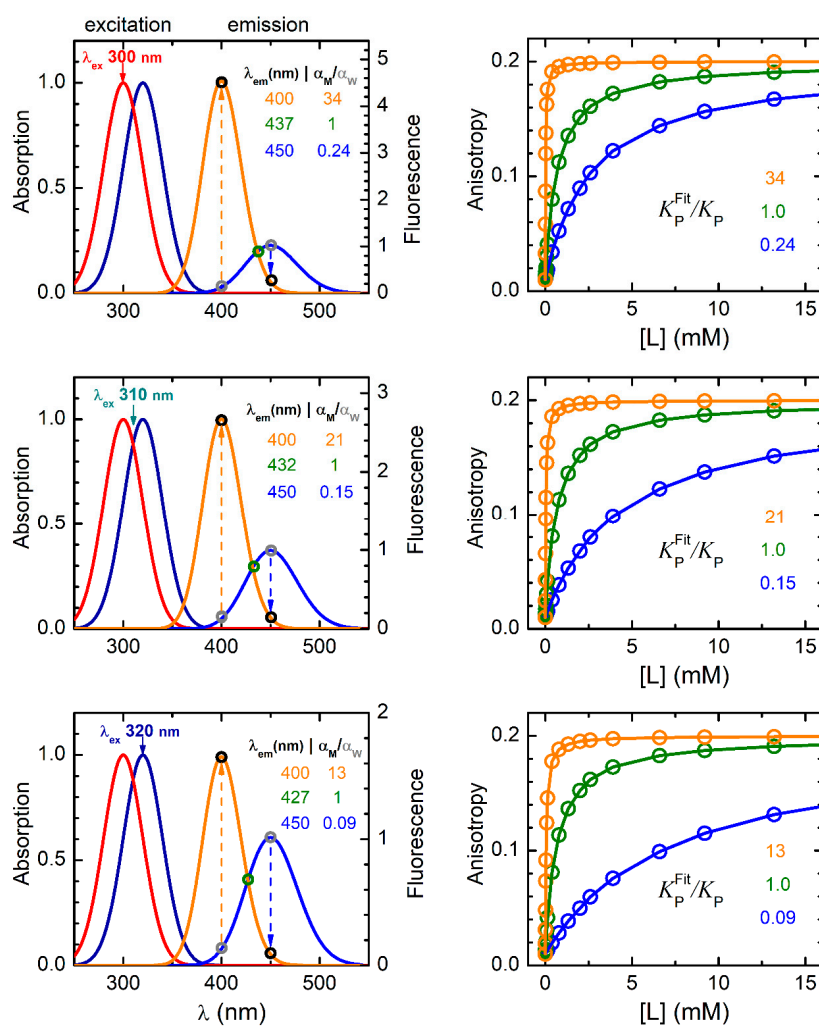 excitation emission
λex 300 nm
λem(nm) | αM/αW
400 34
437 1
450 0.24
1.0
0.5
0.0
Absorption
5
4
3
2
1
0
Fluorescence
300 400 500
0.2
0.1
0.0
Anisotropy
34
KP^Fit/KP 1.0
0.24
0 5 10 15
[L] (mM)
λex 310 nm
λem(nm) | αM/αW
400 21
432 1
450 0.15
1.0
0.5
0.0
Absorption
3
2
1
0
Fluorescence
300 400 500
0.2
0.1
0.0
Anisotropy
21
KP^Fit/KP 1.0
0.15
0 5 10 15
[L] (mM)
λex 320 nm
λem(nm) | αM/αW
400 13
427 1
450 0.09
1.0
0.5
0.0
Absorption
2
1
0
Fluorescence
300 400 500
λ (nm)
0.2
0.1
0.0
Anisotropy
13
KP^Fit/KP 1.0
0.09
0 5 10 15
[L] (mM)